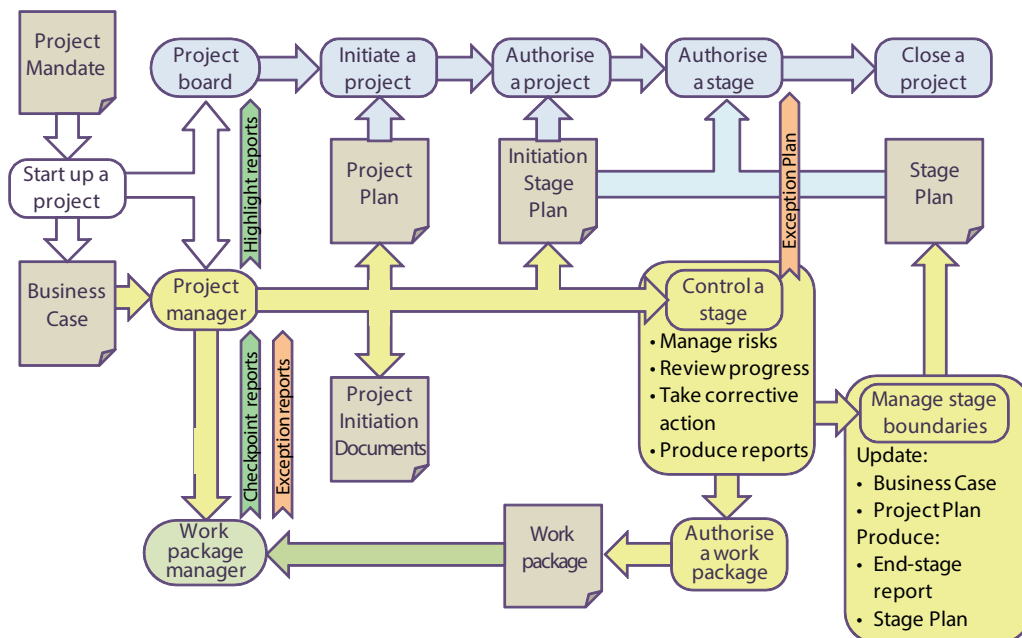 Project
Mandate
Project
board
Initiate a
project
Authorise
a project
Authorise
a stage
Close a
project
Start up a
project
Highlight reports
Project
Plan
Initiation
Stage
Plan
Exception Plan
Stage
Plan
Business
Case
Project
manager
Control a
stage
• Manage risks
• Review progress
• Take corrective
action
• Produce reports
Checkpoint reports
Exception reports
Project
Initiation
Documents
Manage stage
boundaries
Update:
• Business Case
• Project Plan
Produce:
• End-stage
report
• Stage Plan
Work
package
manager
Work
package
Authorise
a work
package